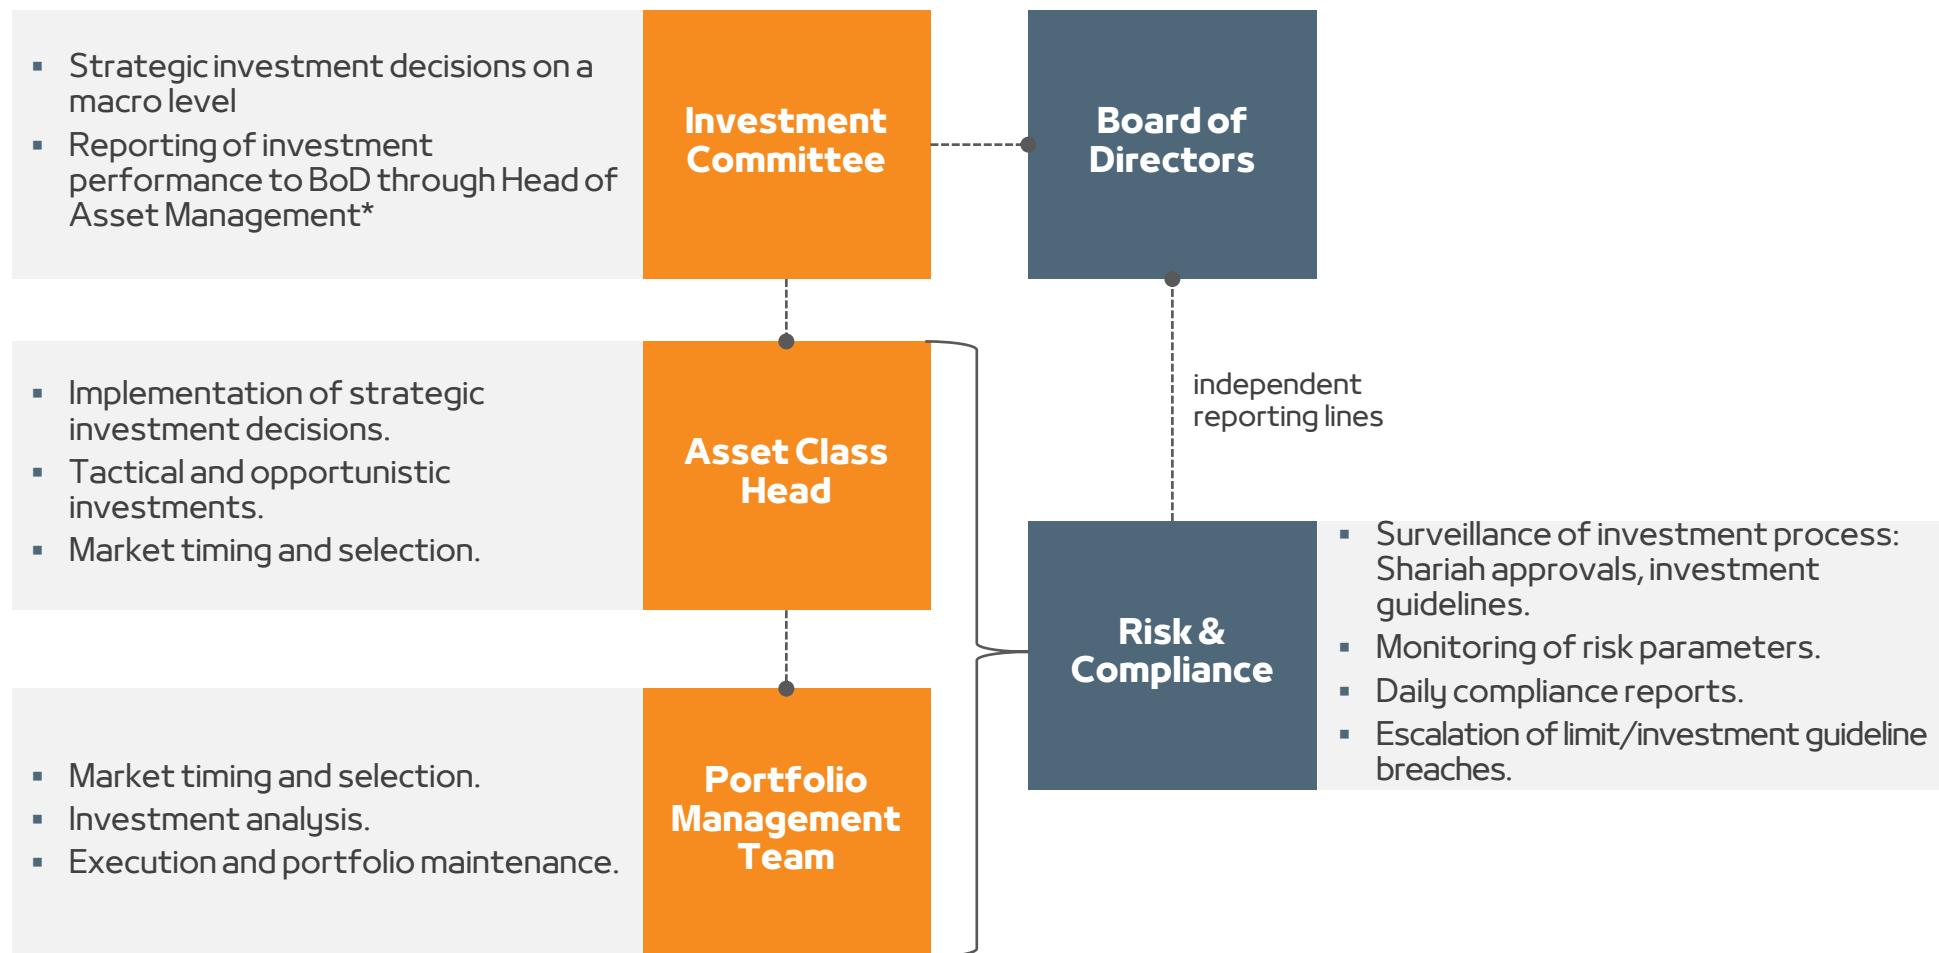 ▪ Strategic investment decisions on a
macro level
▪ Reporting of investment
performance to BoD through Head of
Asset Management*
Investment
Committee
Board of
Directors
▪ Implementation of strategic
investment decisions.
▪ Tactical and opportunistic
investments.
▪ Market timing and selection.
Asset Class
Head
independent
reporting lines
Risk &
Compliance
▪ Surveillance of investment process:
Shariah approvals, investment
guidelines.
▪ Monitoring of risk parameters.
▪ Daily compliance reports.
▪ Escalation of limit/investment guideline
breaches.
▪ Market timing and selection.
▪ Investment analysis.
▪ Execution and portfolio maintenance.
Portfolio
Management
Team